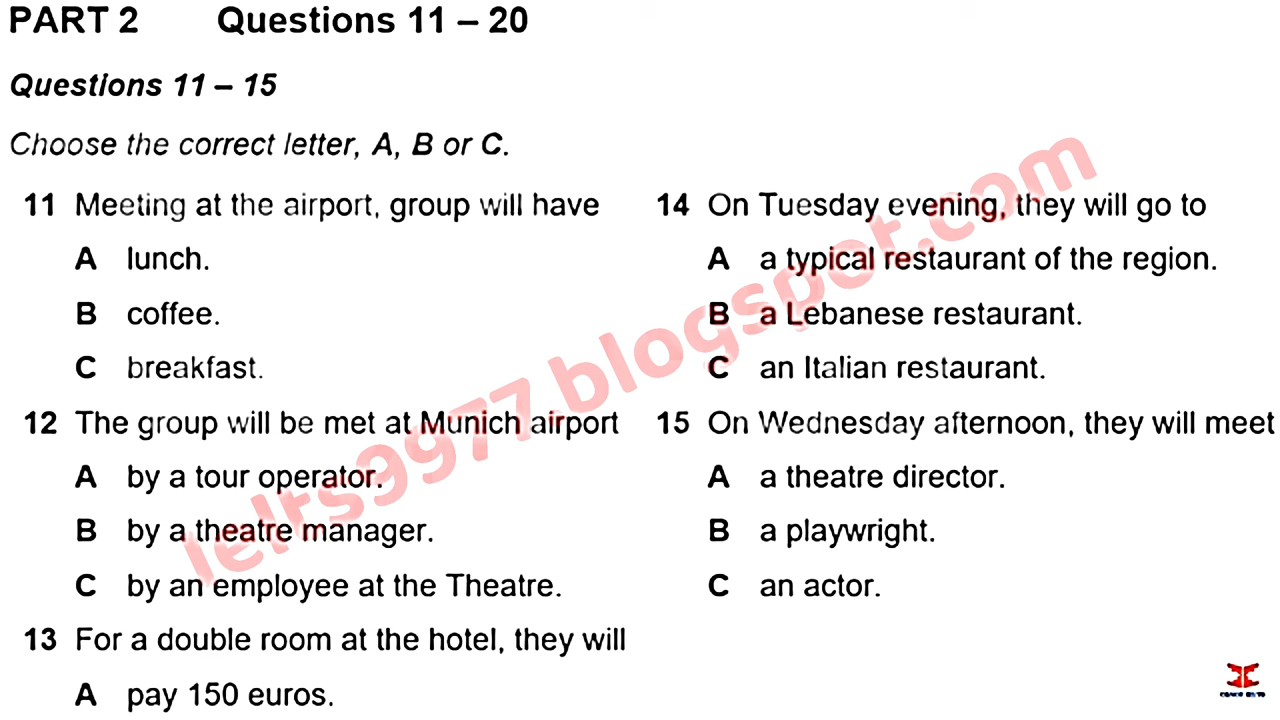 PART 2 Questions 11 – 20
Questions 11 – 15
Choose the correct letter, A, B or C.
11 Meeting at the airport, group will have
A lunch.
B coffee.
C breakfast.
12 The group will be met at Munich airport
A by a tour operator.
B by a theatre manager.
C by an employee at the Theatre.
13 For a double room at the hotel, they will
A pay 150 euros.
14 On Tuesday evening, they will go to
A a typical restaurant of the region.
B a Lebanese restaurant.
C an Italian restaurant.
15 On Wednesday afternoon, they will meet
A a theatre director.
B a playwright.
C an actor.
Ielts9977.blogspot.com